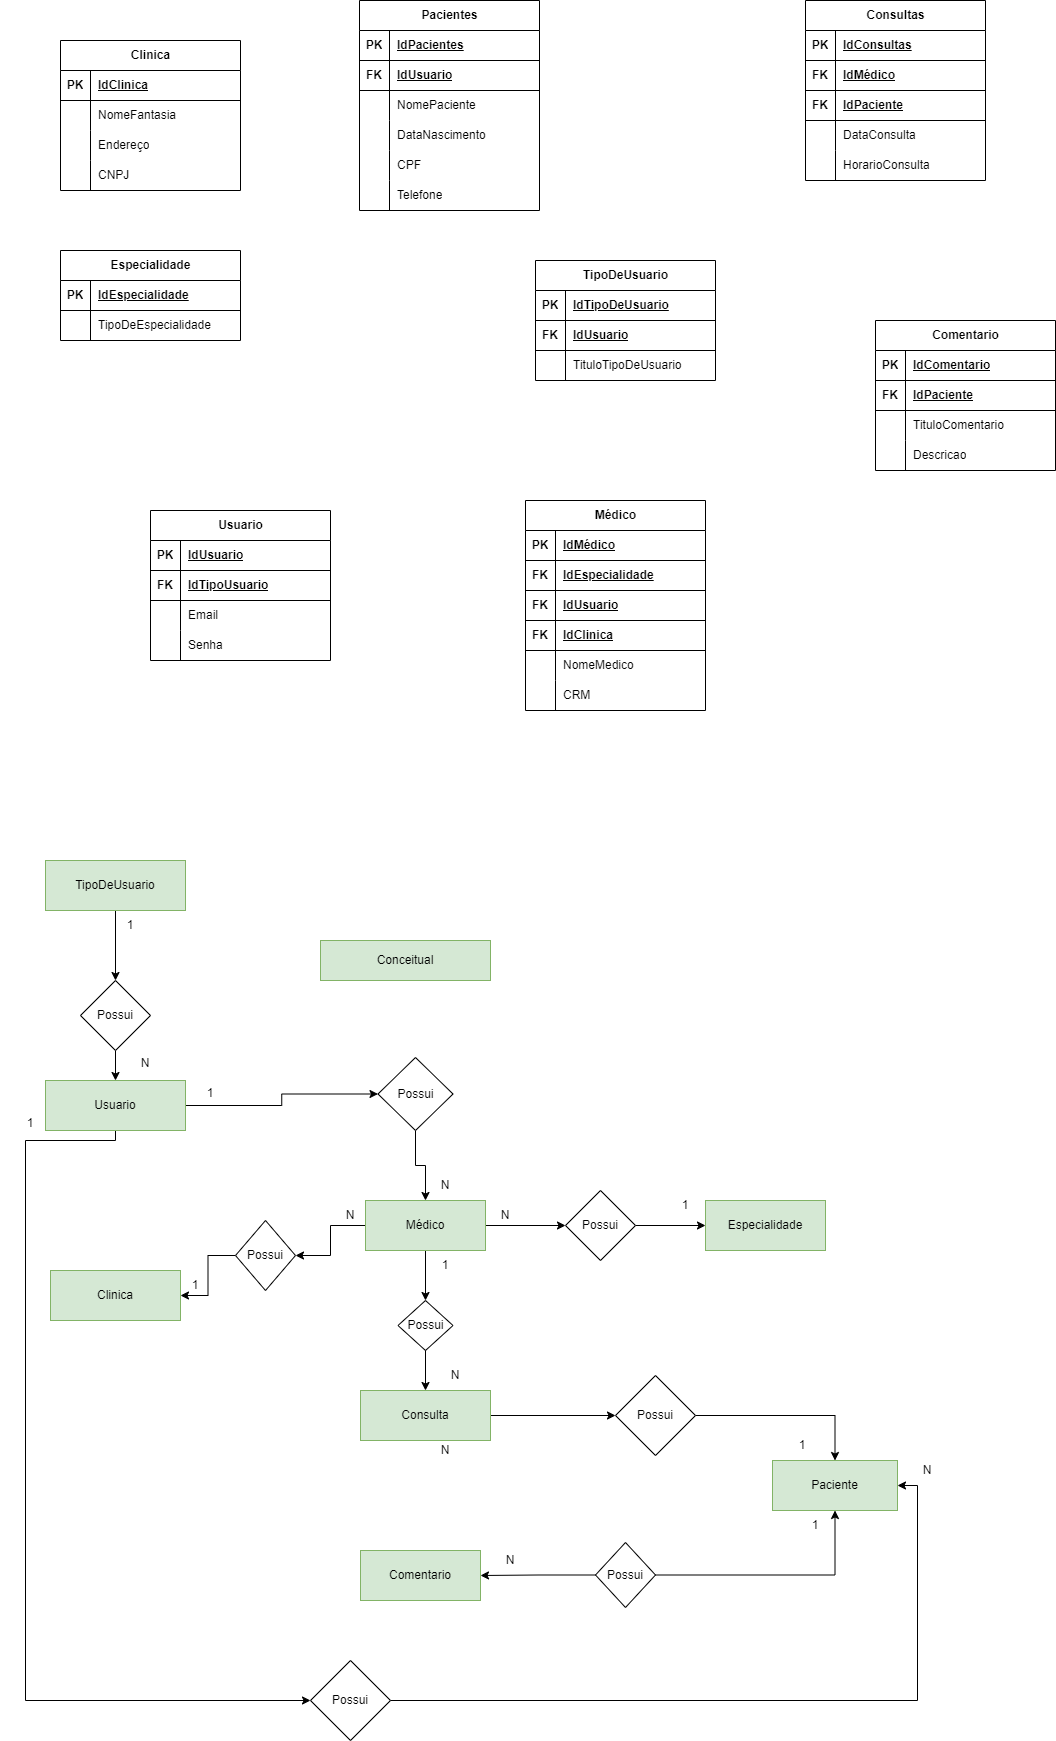 Clinica
PK IdClinica
NomeFantasia
Endereço
CNPJ
Pacientes
PK IdPacientes
FK IdUsuario
NomePaciente
DataNascimento
CPF
Telefone
Consultas
PK IdConsultas
FK IdMédico
FK IdPaciente
DataConsulta
HorarioConsulta
Especialidade
PK IdEspecialidade
TipoDeEspecialidade
TipoDeUsuario
PK IdTipoDeUsuario
FK IdUsuario
TituloTipoDeUsuario
Comentario
PK IdComentario
FK IdPaciente
TituloComentario
Descricao
Usuario
PK IdUsuario
FK IdTipoUsuario
Email
Senha
Médico
PK IdMédico
FK IdEspecialidade
FK IdUsuario
FK IdClinica
NomeMedico
CRM
TipoDeUsuario
1
Conceitual
Possui
N
Usuario
1
Possui
1
N
N
Médico
N
Possui
1
Especialidade
Possui
1
Clinica
1
Possui
N
Consulta
N
Possui
1
Paciente
N
1
Comentario
N
Possui
Possui